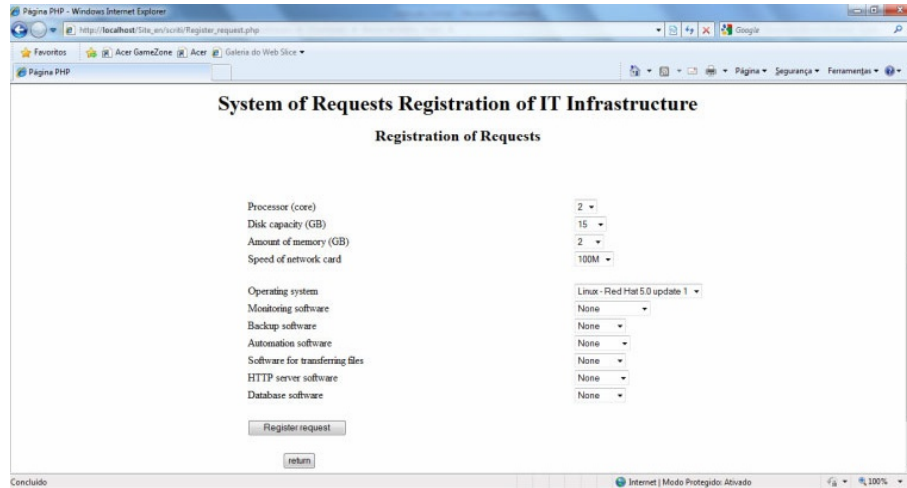 Página PHP - Windows Internet Explorer
http://localhost/Site_en/scriti/Register_request.php
Google
Favoritos Acer GameZone Acer Galeria do Web Slice
Página PHP
Página Segurança Ferramentas
System of Requests Registration of IT Infrastructure
Registration of Requests
Processor (core) 2
Disk capacity (GB) 15
Amount of memory (GB) 2
Speed of network card 100M
Operating system Linux - Red Hat 5.0 update 1
Monitoring software None
Backup software None
Automation software None
Software for transferring files None
HTTP server software None
Database software None
Register request
return
Concluído Internet | Modo Protegido: Ativado 100%